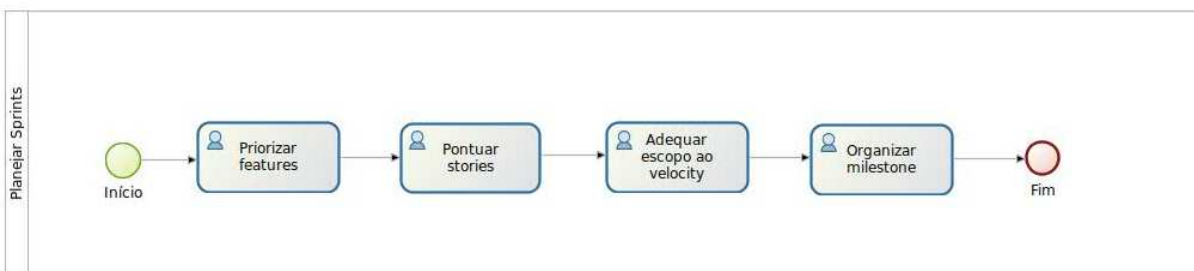 Planejar Sprints
Início
Priorizar
features
Pontuar
stories
Adequar
escopo ao
velocity
Organizar
milestone
Fim